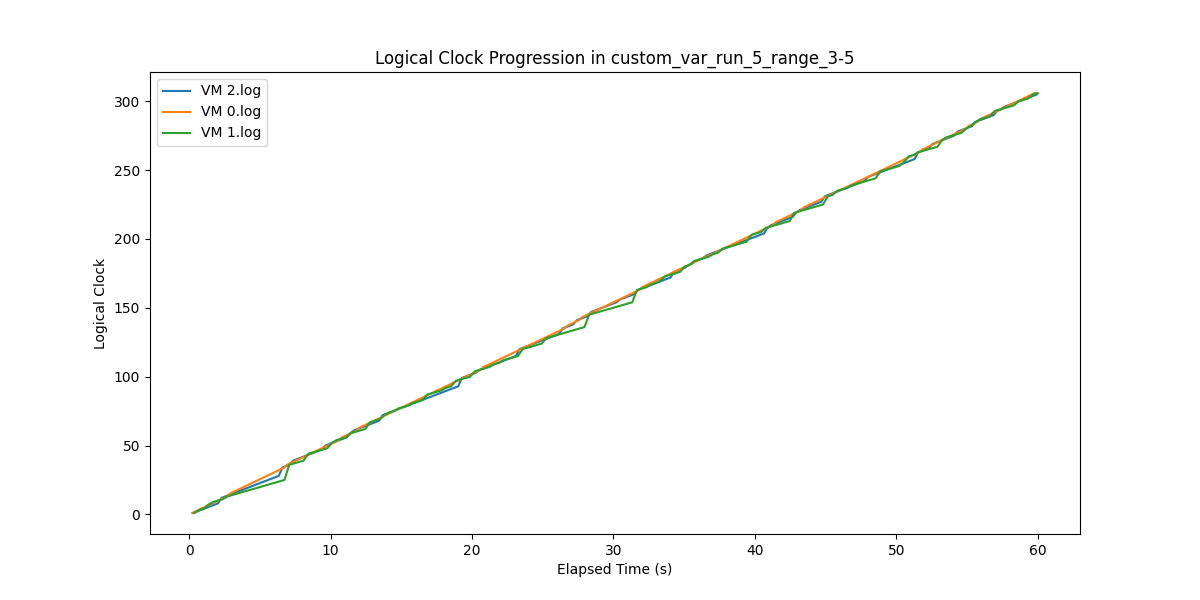 Logical Clock Progression in custom_var_run_5_range_3-5
VM 2.log
VM 0.log
VM 1.log
Logical Clock
300
250
200
150
100
50
0
0 10 20 30 40 50 60
Elapsed Time (s)